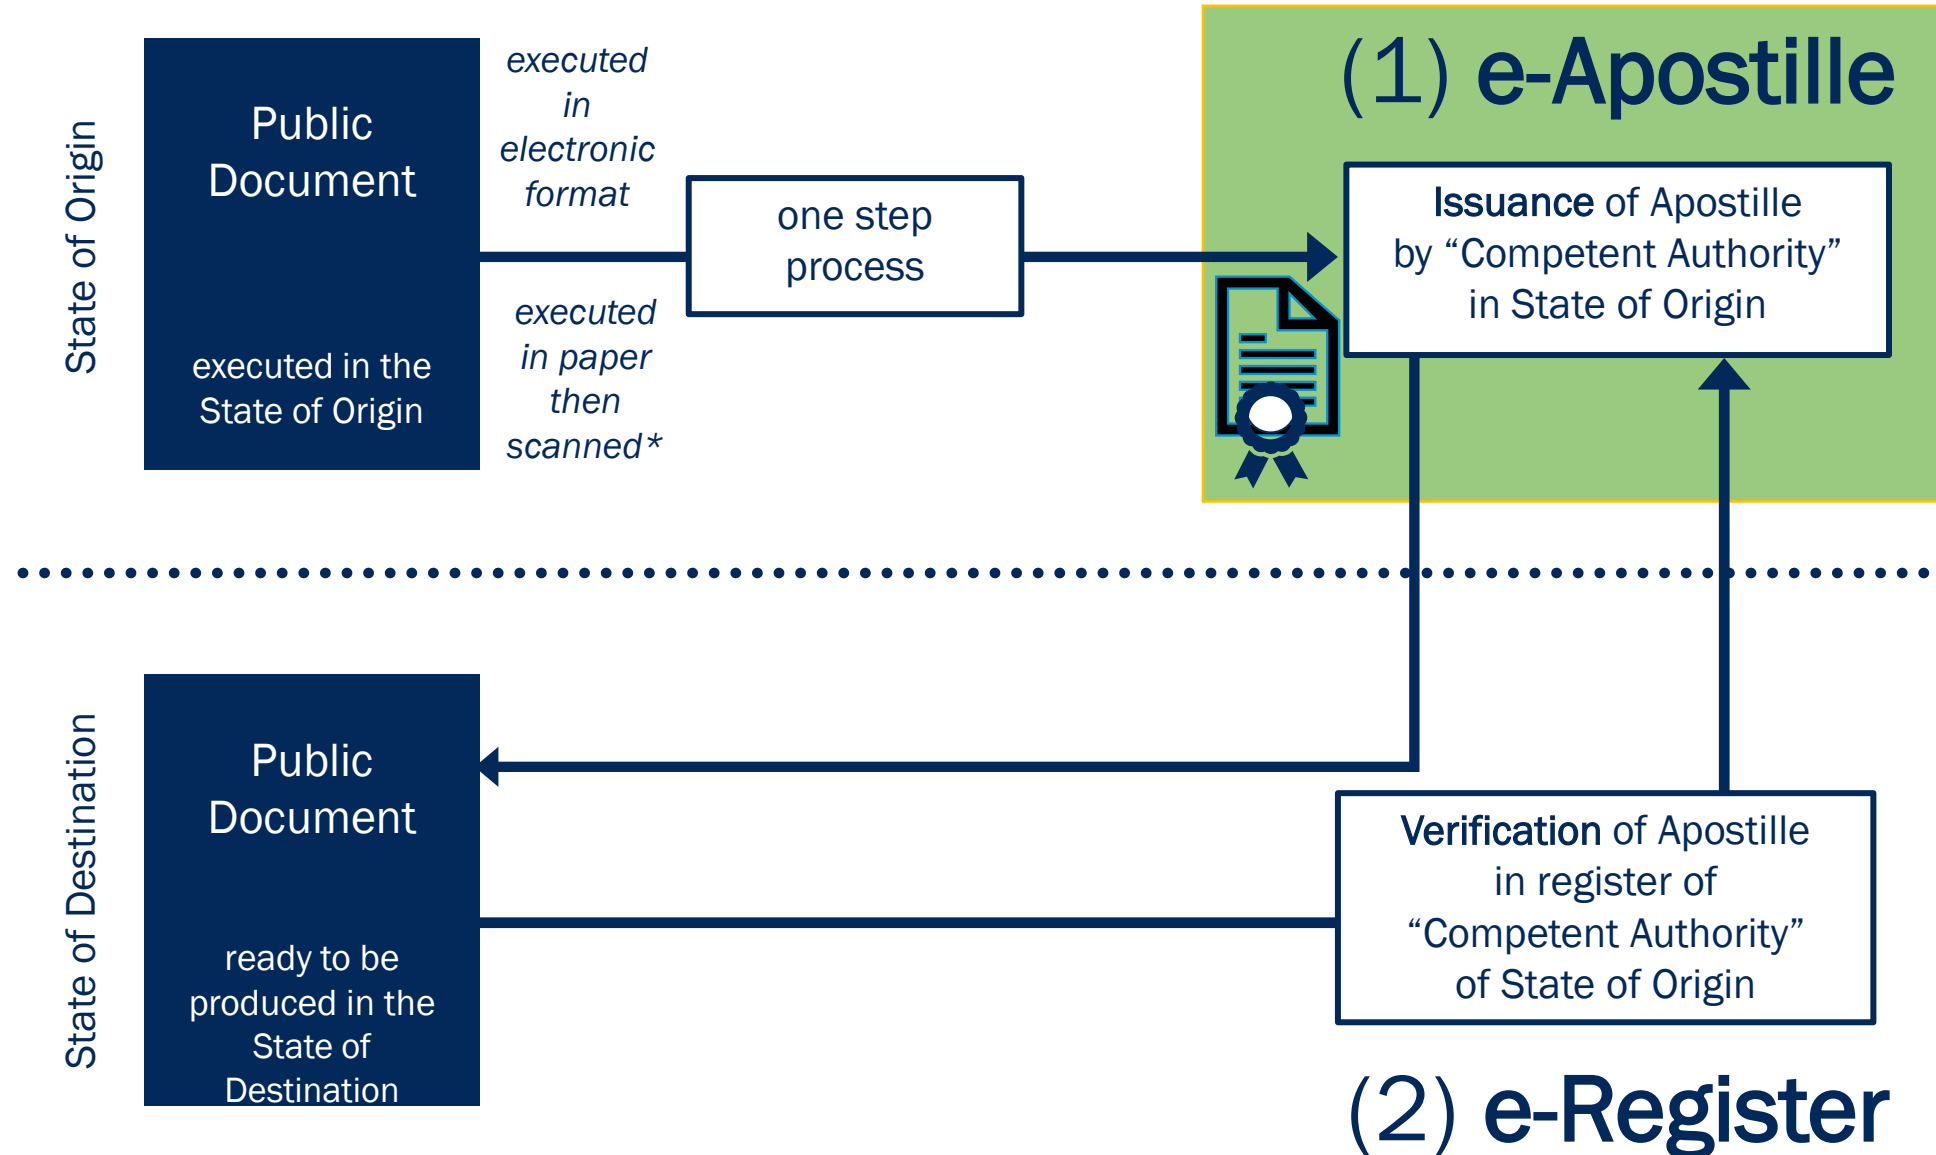 State of Origin
Public
Document
executed in the
State of Origin
executed
in
electronic
format
executed
in paper
then
scanned*
one step
process
(1) e-Apostille
Issuance of Apostille
by “Competent Authority”
in State of Origin
State of Destination
Public
Document
ready to be
produced in the
State of
Destination
Verification of Apostille
in register of
“Competent Authority”
of State of Origin
(2) e-Register